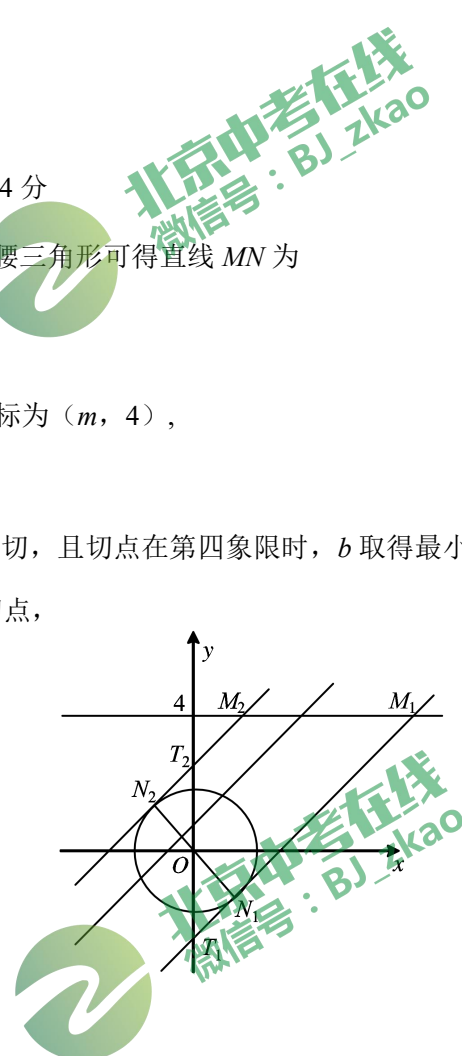 北京中考在线
微信号：BJ_zkao
4 分
腰三角形可得直线 MN 为
标为（m，4）,
切，且切点在第四象限时，b 取得最小
点，
y
4 M₂ M₁
T₂
N₂
O x
N₁
T₁
北京中考在线
微信号：BJ_zkao